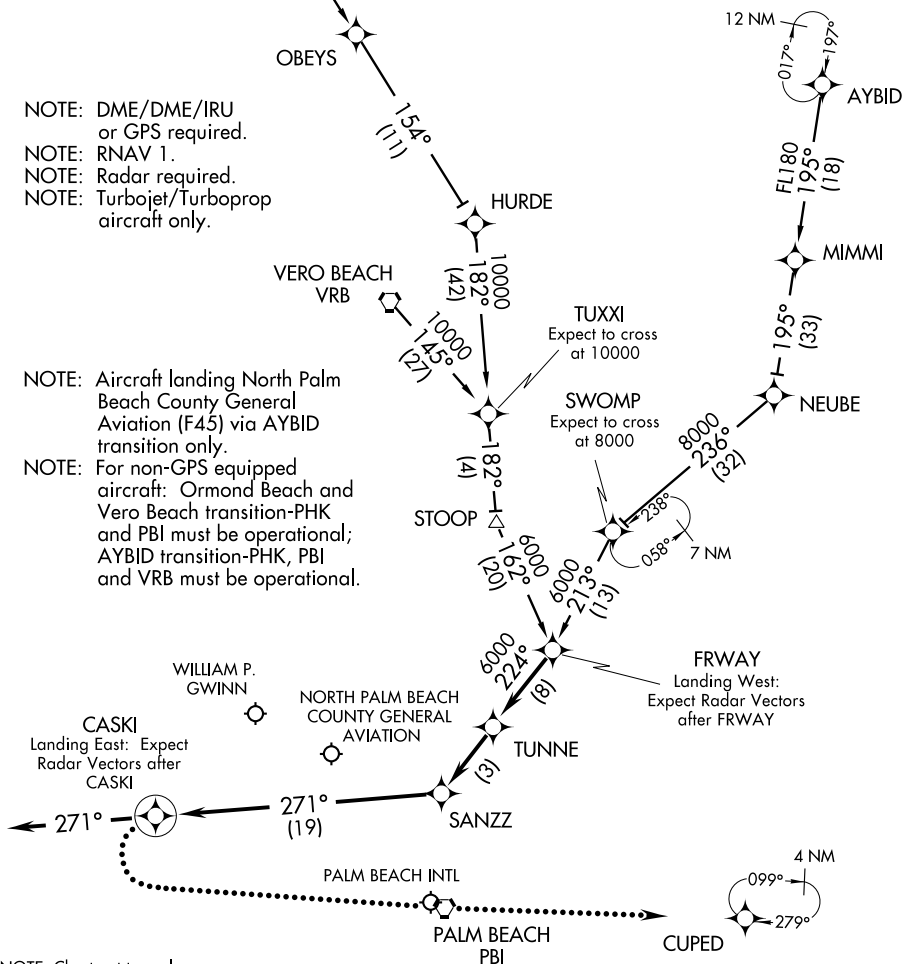 12 NM
017°
197°
OBEYS
AYBID
NOTE: DME/DME/IRU
or GPS required.
NOTE: RNAV 1.
NOTE: Radar required.
NOTE: Turbojet/Turboprop
aircraft only.
154°
(11)
FL180
195°
(18)
HURDE
MIMMI
VERO BEACH
VRB
10000
182°
(42)
10000
145°
(27)
195°
(33)
TUXXI
Expect to cross
at 10000
NOTE: Aircraft landing North Palm
Beach County General
Aviation (F45) via AYBID
transition only.
NOTE: For non-GPS equipped
aircraft: Ormond Beach and
Vero Beach transition-PHK
and PBI must be operational;
AYBID transition-PHK, PBI
and VRB must be operational.
SWOMP
Expect to cross
at 8000
NEUBE
8000
236°
(32)
182°
(4)
STOOP
238°
058°
7 NM
6000
162°
(20)
6000
213°
(13)
FRWAY
Landing West:
Expect Radar Vectors
after FRWAY
6000
224°
(8)
WILLIAM P.
GWINN
NORTH PALM BEACH
COUNTY GENERAL
AVIATION
TUNNE
(3)
CASKI
Landing East: Expect
Radar Vectors after
CASKI
SANZZ
271°
(19)
271°
PALM BEACH INTL
PALM BEACH
PBI
4 NM
099°
279°
CUPED